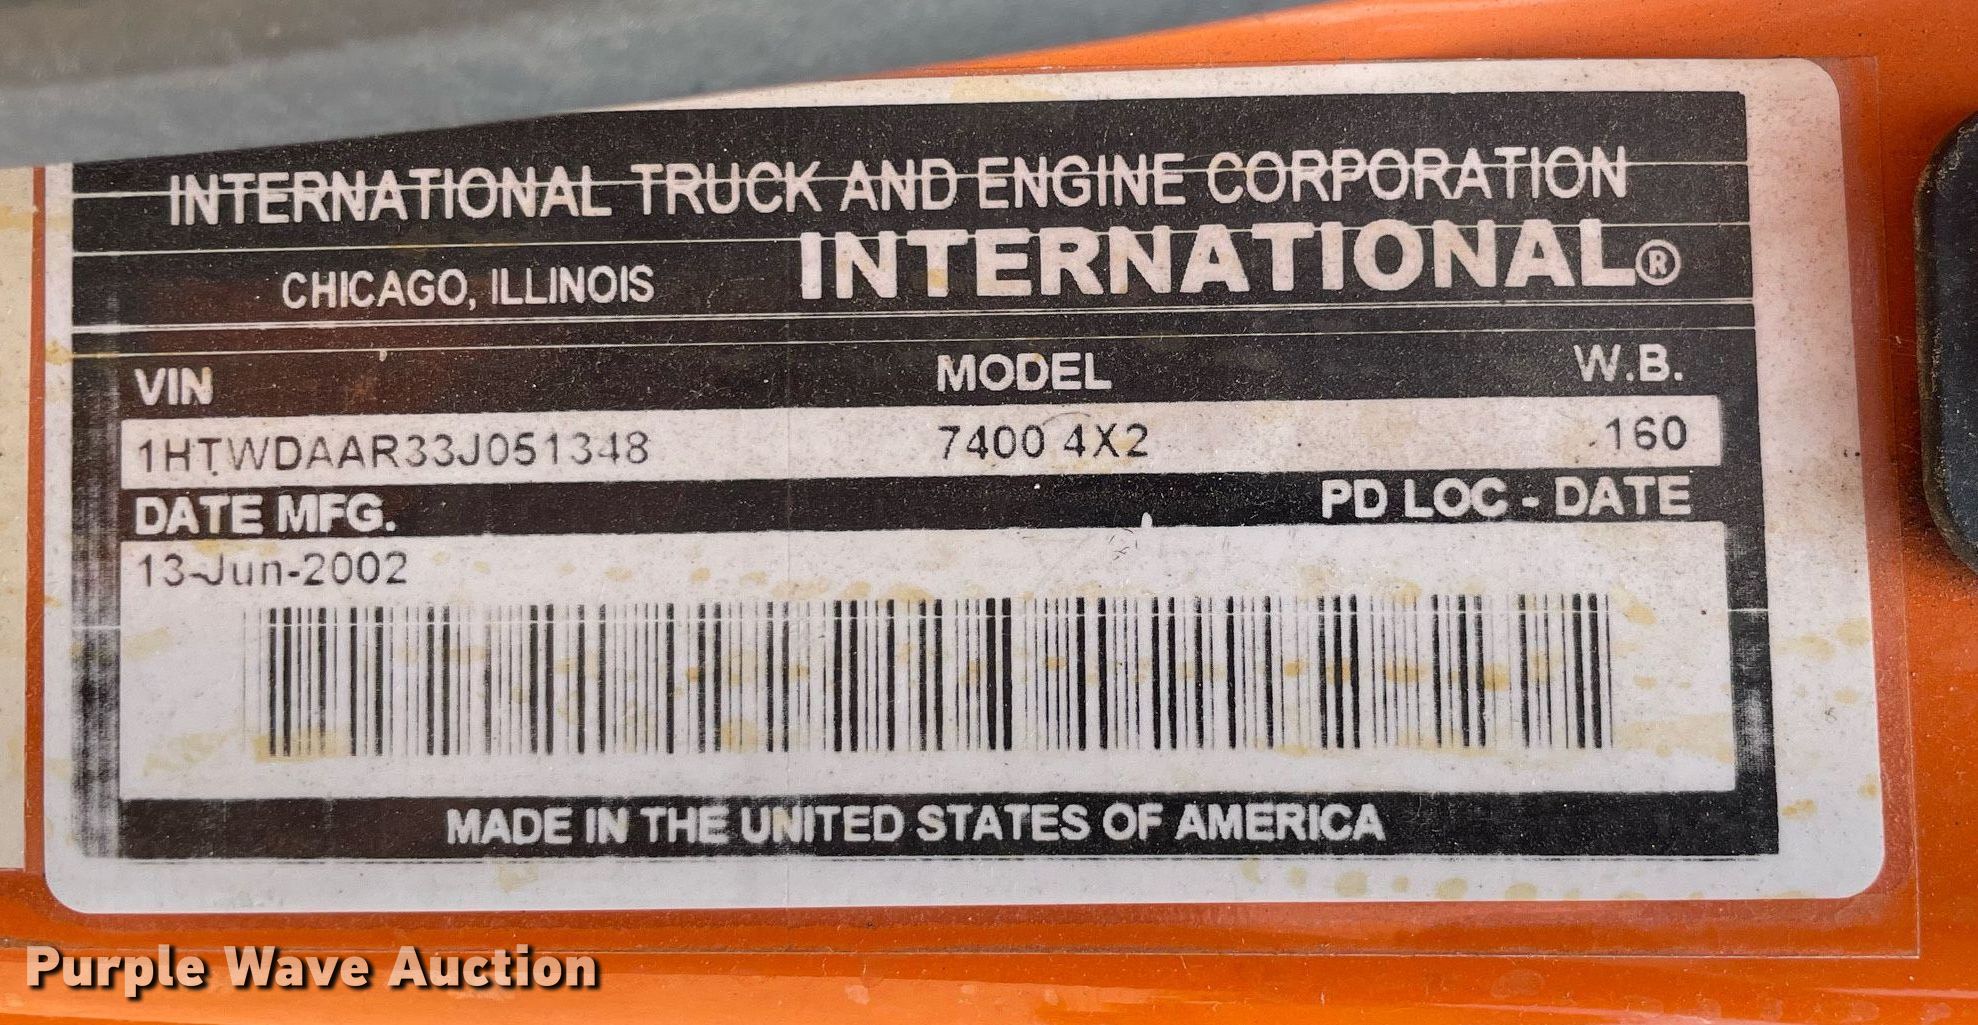 INTERNATIONAL TRUCK AND ENGINE CORPORATION
CHICAGO, ILLINOIS INTERNATIONAL®
VIN MODEL W.B.
1HTWDAAR33J051348 7400 4X2 160
DATE MFG. PD LOC - DATE
13-Jun-2002
MADE IN THE UNITED STATES OF AMERICA
Purple Wave Auction